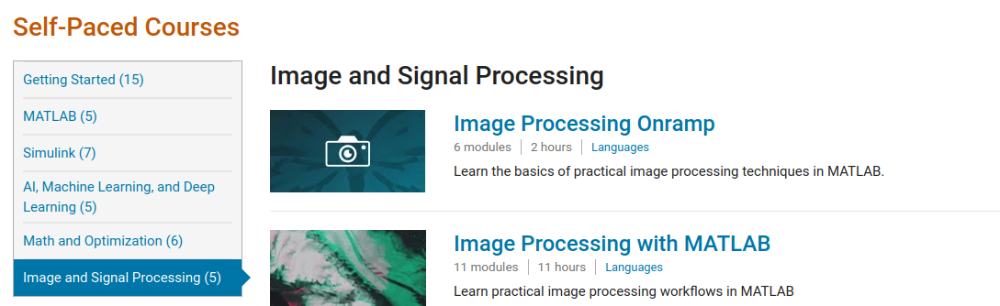 Self-Paced Courses
Getting Started (15)
MATLAB (5)
Simulink (7)
AI, Machine Learning, and Deep
Learning (5)
Math and Optimization (6)
Image and Signal Processing (5)
Image and Signal Processing
Image Processing Onramp
6 modules | 2 hours | Languages
Learn the basics of practical image processing techniques in MATLAB.
Image Processing with MATLAB
11 modules | 11 hours | Languages
Learn practical image processing workflows in MATLAB